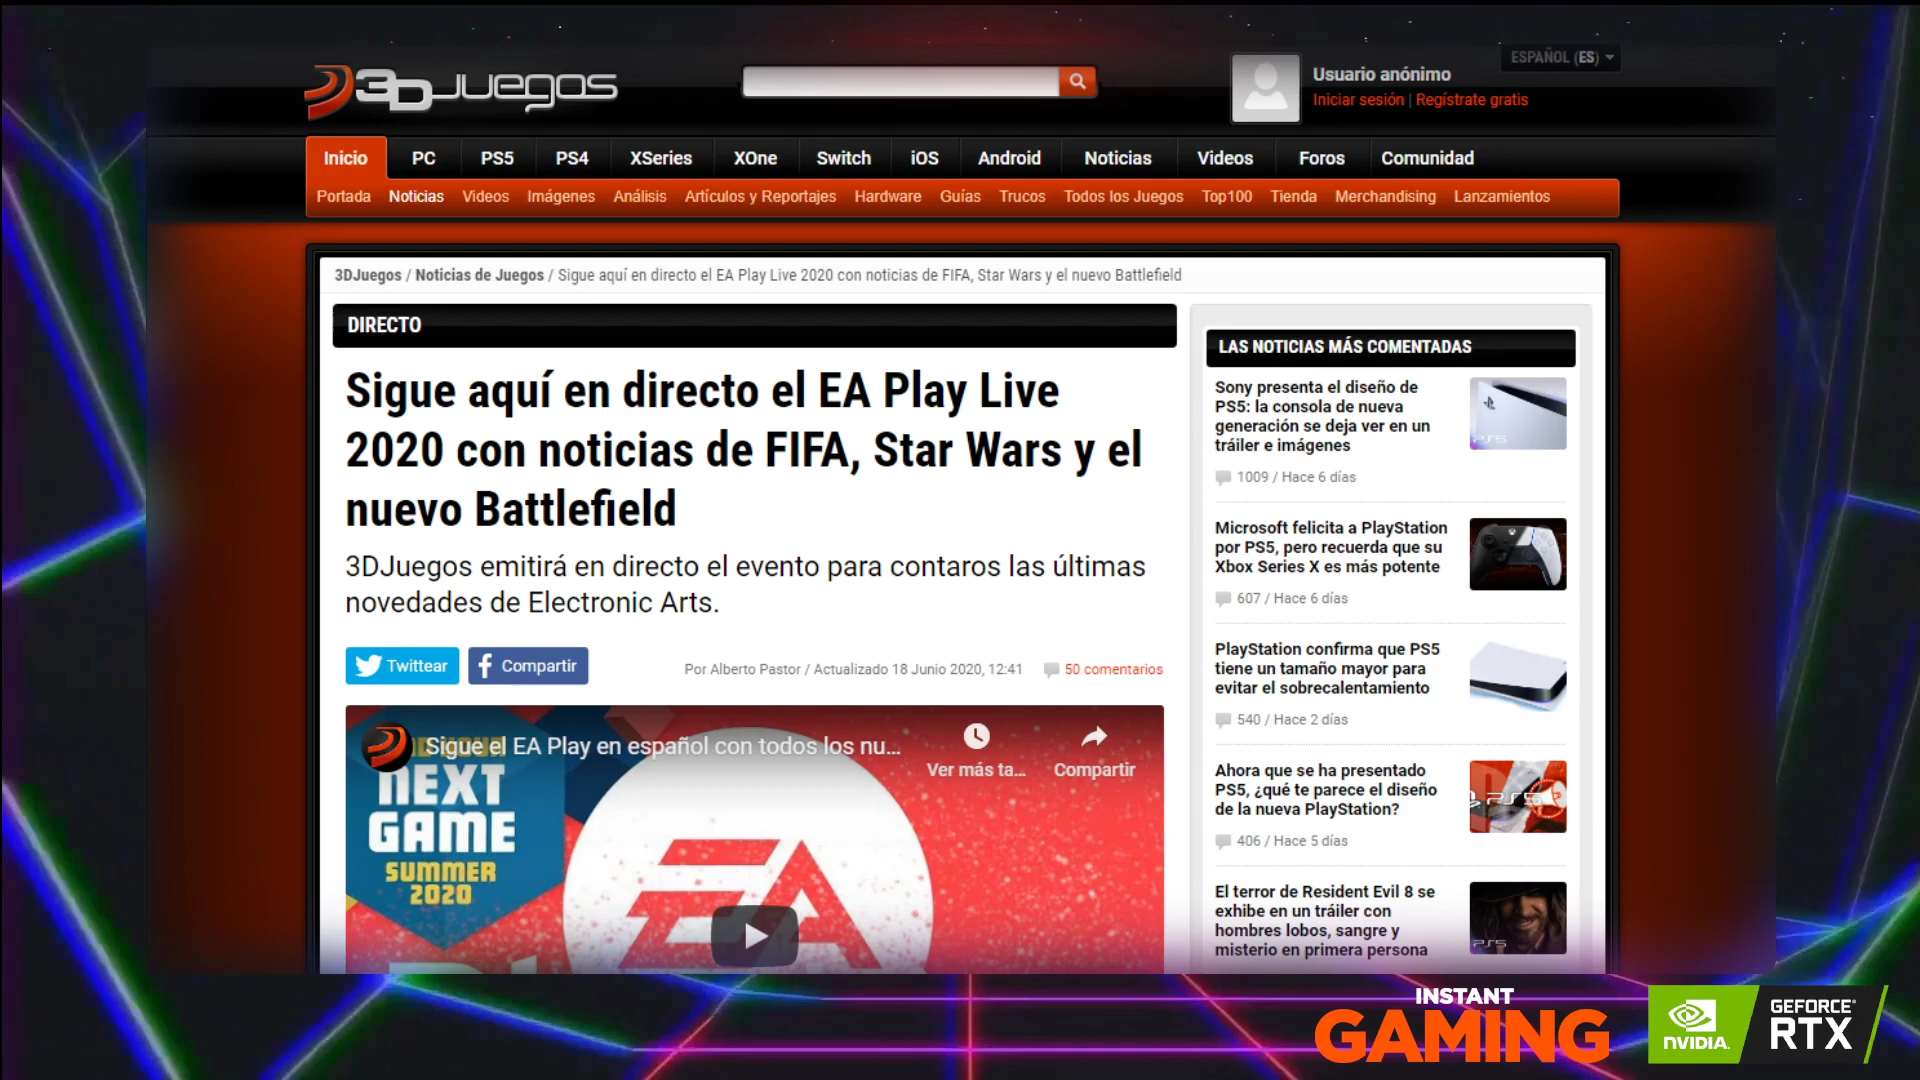 3DJUEGOS
ESPAÑOL (ES)
Usuario anónimo
Iniciar sesión | Regístrate gratis
Inicio PC PS5 PS4 XSeries XOne Switch iOS Android Noticias Videos Foros Comunidad
Portada Noticias Videos Imágenes Análisis Artículos y Reportajes Hardware Guías Trucos Todos los Juegos Top100 Tienda Merchandising Lanzamientos
3DJuegos / Noticias de Juegos / Sigue aquí en directo el EA Play Live 2020 con noticias de FIFA, Star Wars y el nuevo Battlefield
DIRECTO
Sigue aquí en directo el EA Play Live
2020 con noticias de FIFA, Star Wars y el
nuevo Battlefield
3DJuegos emitirá en directo el evento para contaros las últimas
novedades de Electronic Arts.
Twittear
Compartir
Por Alberto Pastor / Actualizado 18 Junio 2020, 12:41
50 comentarios
Sigue el EA Play en español con todos los nu...
Ver más ta...
Compartir
NEXT
GAME
SUMMER
2020
EA
LAS NOTICIAS MÁS COMENTADAS
Sony presenta el diseño de
PS5: la consola de nueva
generación se deja ver en un
tráiler e imágenes
PS5
1009 / Hace 6 días
Microsoft felicita a PlayStation
por PS5, pero recuerda que su
Xbox Series X es más potente
607 / Hace 6 días
PlayStation confirma que PS5
tiene un tamaño mayor para
evitar el sobrecalentamiento
540 / Hace 2 días
Ahora que se ha presentado
PS5, ¿qué te parece el diseño
de la nueva PlayStation?
PS5
406 / Hace 5 días
El terror de Resident Evil 8 se
exhibe en un tráiler con
hombres lobos, sangre y
misterio en primera persona
PS5
INSTANT
GAMING
NVIDIA.
GEFORCE
RTX